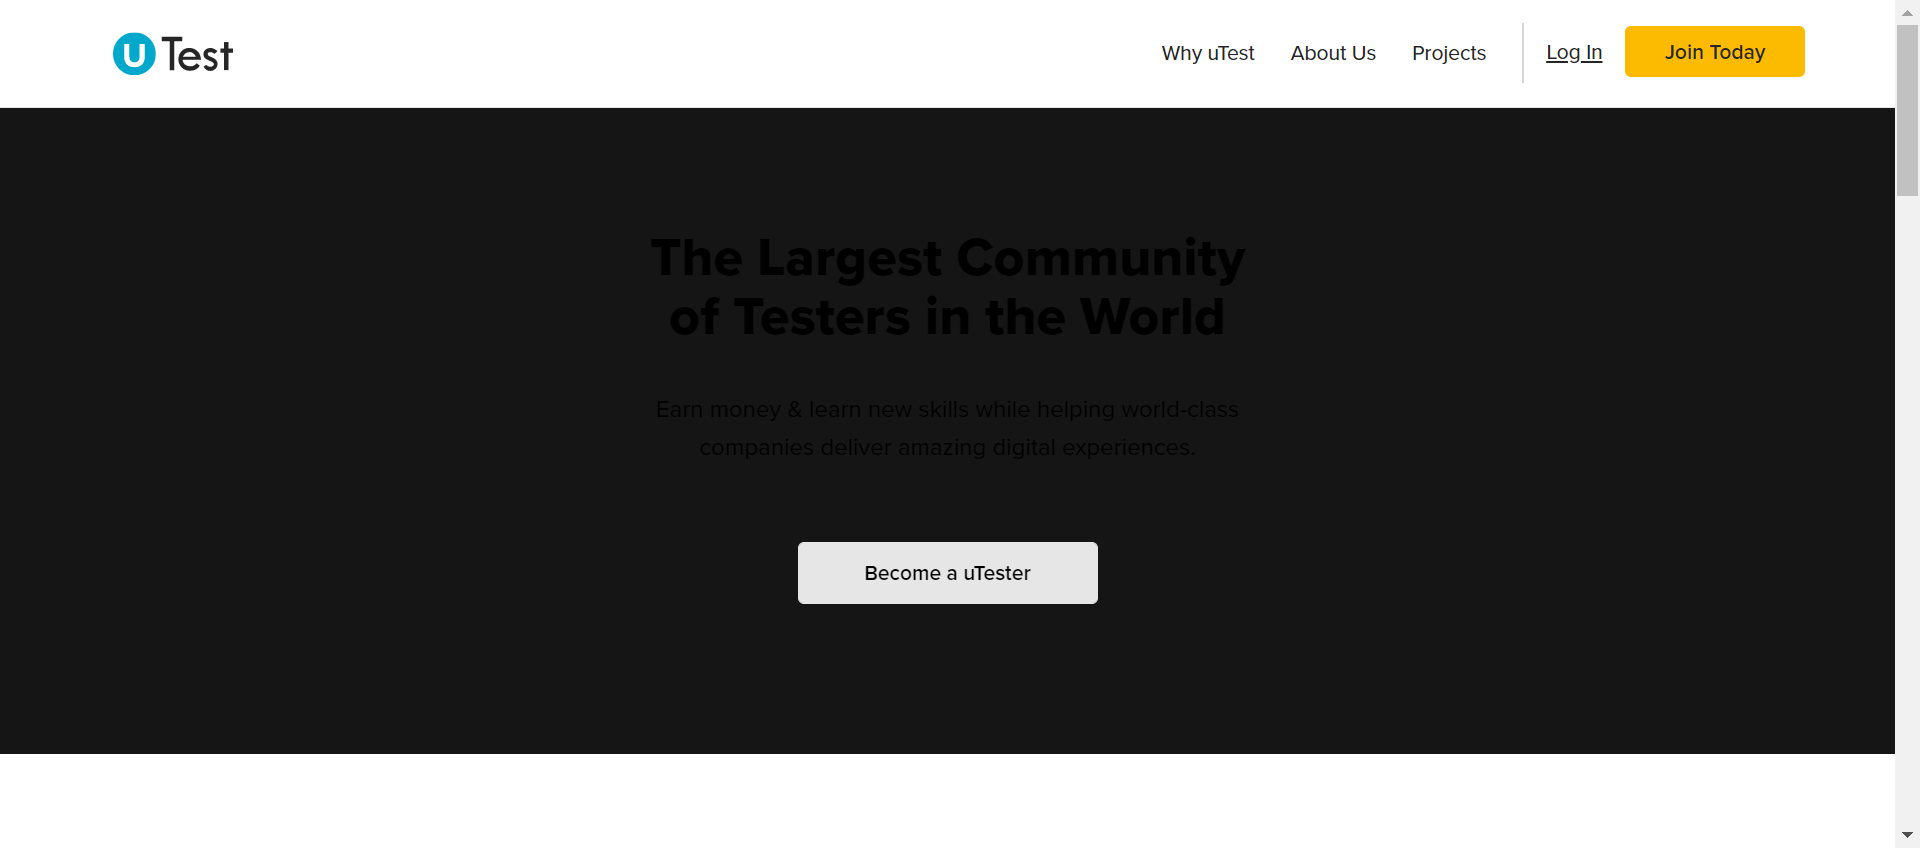 uTest
Why uTest
About Us
Projects
Log In
Join Today
The Largest Community
of Testers in the World
Earn money & learn new skills while helping world-class
companies deliver amazing digital experiences.
Become a uTester